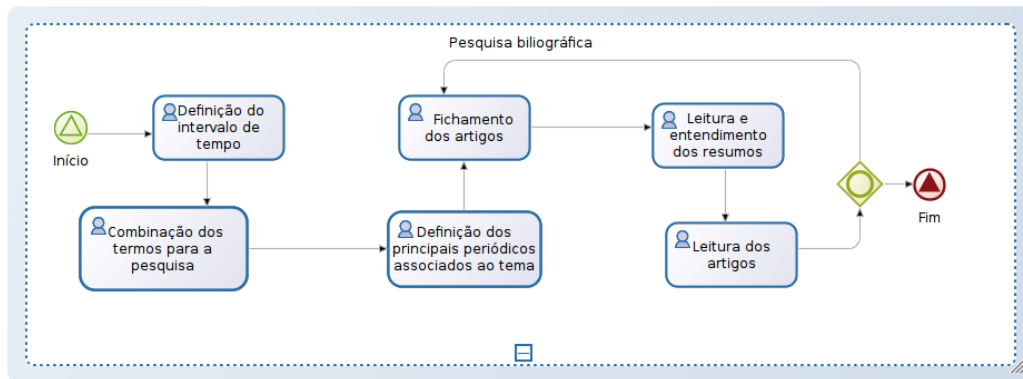 Pesquisa biliográfica
Início
Definição do
intervalo de
tempo
Combinação dos
termos para a
pesquisa
Definição dos
principais periódicos
associados ao tema
Fichamento
dos artigos
Leitura e
entendimento
dos resumos
Leitura dos
artigos
Fim